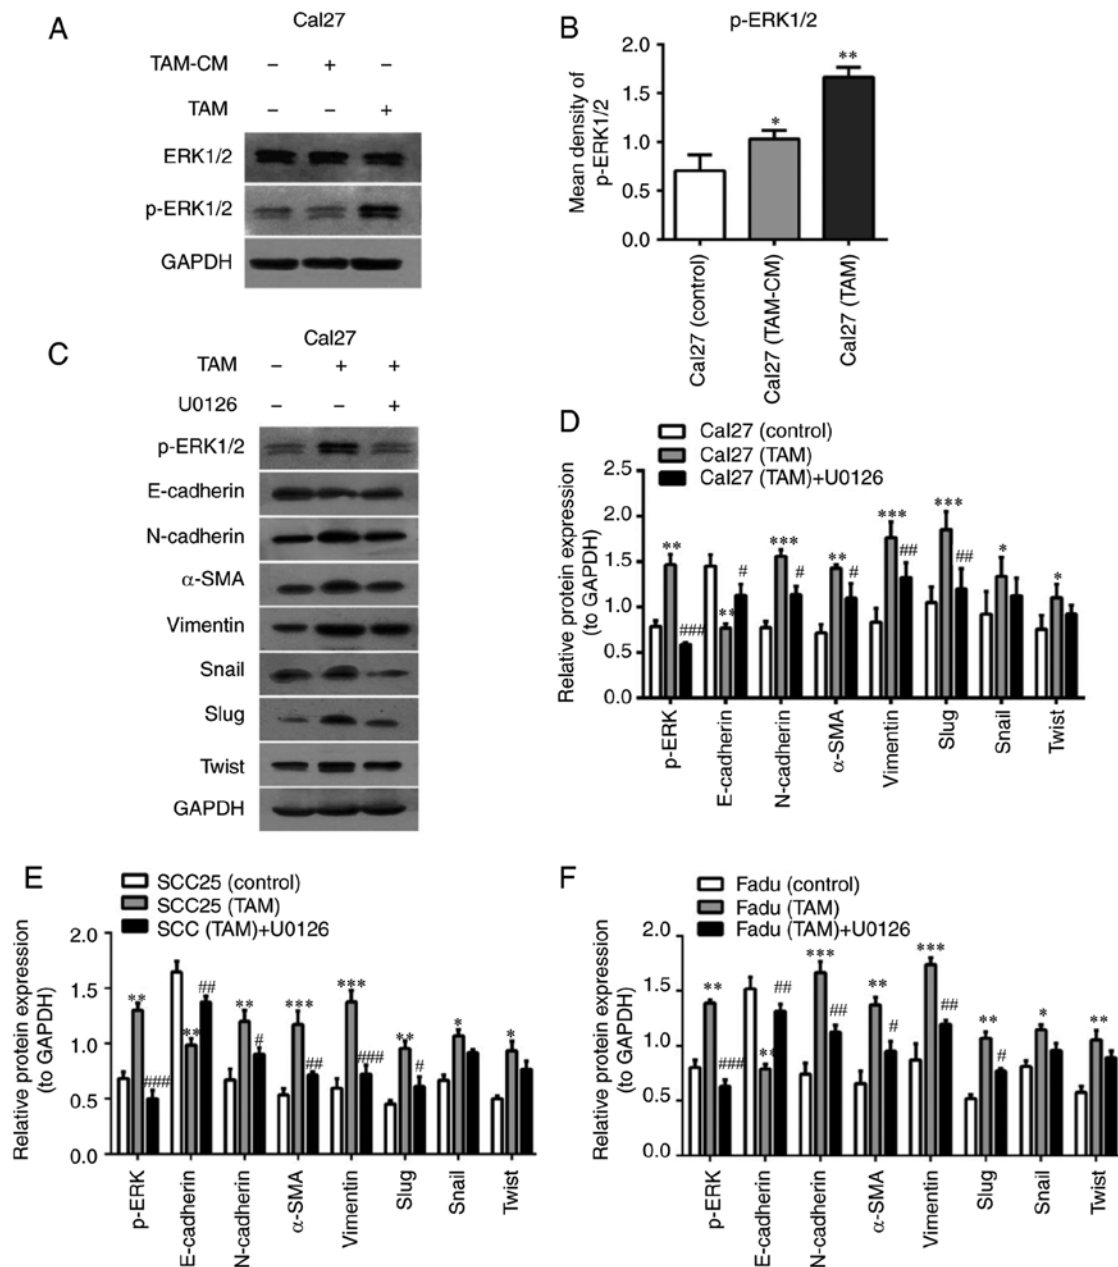 A
Cal27
TAM-CM – + –
TAM – – +
ERK1/2
p-ERK1/2
GAPDH
B
p-ERK1/2
Mean density of
p-ERK1/2
2.0
1.5
1.0
0.5
0.0
*
**
Cal27 (control)
Cal27 (TAM-CM)
Cal27 (TAM)
C
Cal27
TAM – + +
U0126 – – +
p-ERK1/2
E-cadherin
N-cadherin
α-SMA
Vimentin
Snail
Slug
Twist
GAPDH
D
Cal27 (control)
Cal27 (TAM)
Cal27 (TAM)+U0126
Relative protein expression
(to GAPDH)
2.5
2.0
1.5
1.0
0.5
0.0
** ### ** # *** # ** # *** ## *** ## * *
p-ERK
E-cadherin
N-cadherin
α-SMA
Vimentin
Slug
Snail
Twist
E
SCC25 (control)
SCC25 (TAM)
SCC (TAM)+U0126
Relative protein expression
(to GAPDH)
2.0
1.5
1.0
0.5
0.0
** ### ** ## ** # *** ## *** ### ** # * *
p-ERK
E-cadherin
N-cadherin
α-SMA
Vimentin
Slug
Snail
Twist
F
Fadu (control)
Fadu (TAM)
Fadu (TAM)+U0126
Relative protein expression
(to GAPDH)
2.0
1.5
1.0
0.5
0.0
** ### ** ## *** ## ** # *** ## ** # * **
p-ERK
E-cadherin
N-cadherin
α-SMA
Vimentin
Slug
Snail
Twist